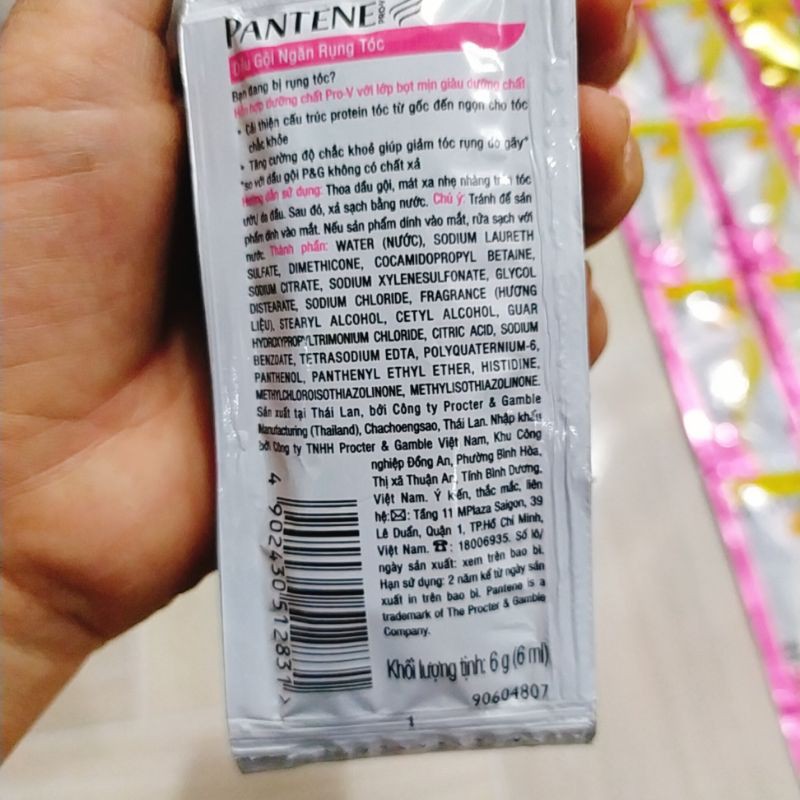 PANTENE
PRO-V
Dầu Gội Ngăn Rụng Tóc
Bạn đang bị rụng tóc?
Hỗn hợp dưỡng chất Pro-V với lớp bọt mịn giàu dưỡng chất
• Cải thiện cấu trúc protein tóc từ gốc đến ngọn cho tóc
chắc khỏe
• Tăng cường độ chắc khoẻ giúp giảm tóc rụng do gãy*
*so với dầu gội P&G không có chất xả
Hướng dẫn sử dụng: Thoa dầu gội, mát xa nhẹ nhàng trên tóc
ướt/ da đầu. Sau đó, xả sạch bằng nước. Chú ý: Tránh để sản
phẩm dính vào mắt. Nếu sản phẩm dính vào mắt, rửa sạch với
nước. Thành phần: WATER (NƯỚC), SODIUM LAURETH
SULFATE, DIMETHICONE, COCAMIDOPROPYL BETAINE,
SODIUM CITRATE, SODIUM XYLENESULFONATE, GLYCOL
DISTEARATE, SODIUM CHLORIDE, FRAGRANCE (HƯƠNG
LIỆU), STEARYL ALCOHOL, CETYL ALCOHOL, GUAR
HYDROXYPROPYLTRIMONIUM CHLORIDE, CITRIC ACID, SODIUM
BENZOATE, TETRASODIUM EDTA, POLYQUATERNIUM-6,
PANTHENOL, PANTHENYL ETHYL ETHER, HISTIDINE,
METHYLCHLOROISOTHIAZOLINONE, METHYLISOTHIAZOLINONE.
Sản xuất tại Thái Lan, bởi Công ty Procter & Gamble
Manufacturing (Thailand), Chachoengsao, Thái Lan. Nhập khẩu
bởi Công ty TNHH Procter & Gamble Việt Nam, Khu Công
nghiệp Đồng An, Phường Bình Hòa,
Thị xã Thuận An, Tỉnh Bình Dương,
Việt Nam. Ý kiến, thắc mắc, liên
hệ:✉: Tầng 11 MPlaza Saigon, 39
Lê Duẩn, Quận 1, TP.Hồ Chí Minh,
Việt Nam. ☎: 18006935. Số lô/
ngày sản xuất: xem trên bao bì.
Hạn sử dụng: 2 năm kể từ ngày sản
xuất in trên bao bì. Pantene is a
trademark of The Procter & Gamble
Company.
4 902430 512831 >
Khối lượng tịnh: 6 g (6 ml)
90604807
1